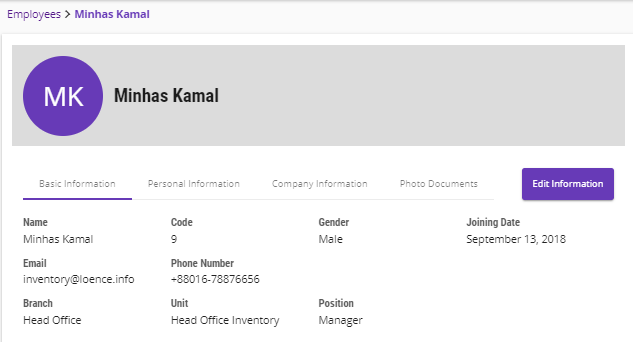 Employees > Minhas Kamal
MK
Minhas Kamal
Basic Information Personal Information Company Information Photo Documents Edit Information
Name Code Gender Joining Date
Minhas Kamal 9 Male September 13, 2018
Email Phone Number
inventory@loence.info +88016-78876656
Branch Unit Position
Head Office Head Office Inventory Manager